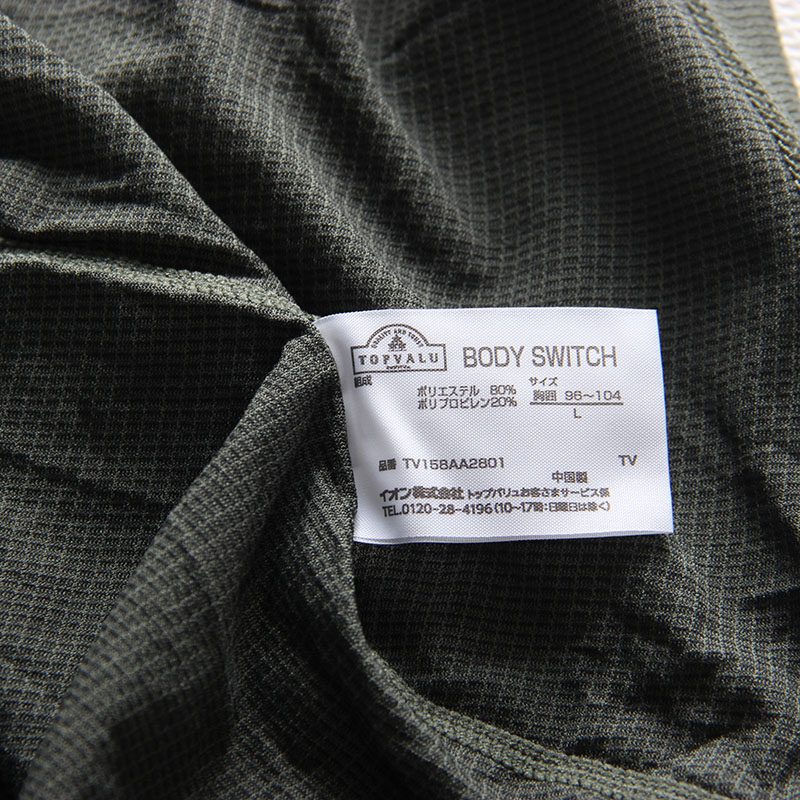 QUALITY AND TRUST
TOPVALU
BODY SWITCH
組成
ポリエステル 80%
ポリプロピレン20%
サイズ
胸囲 96~104
L
品番 TV158AA2801
中国製
TV
イオン株式会社 トップバリュお客さまサービス係
TEL.0120-28-4196(10~17時:日曜日は除く)